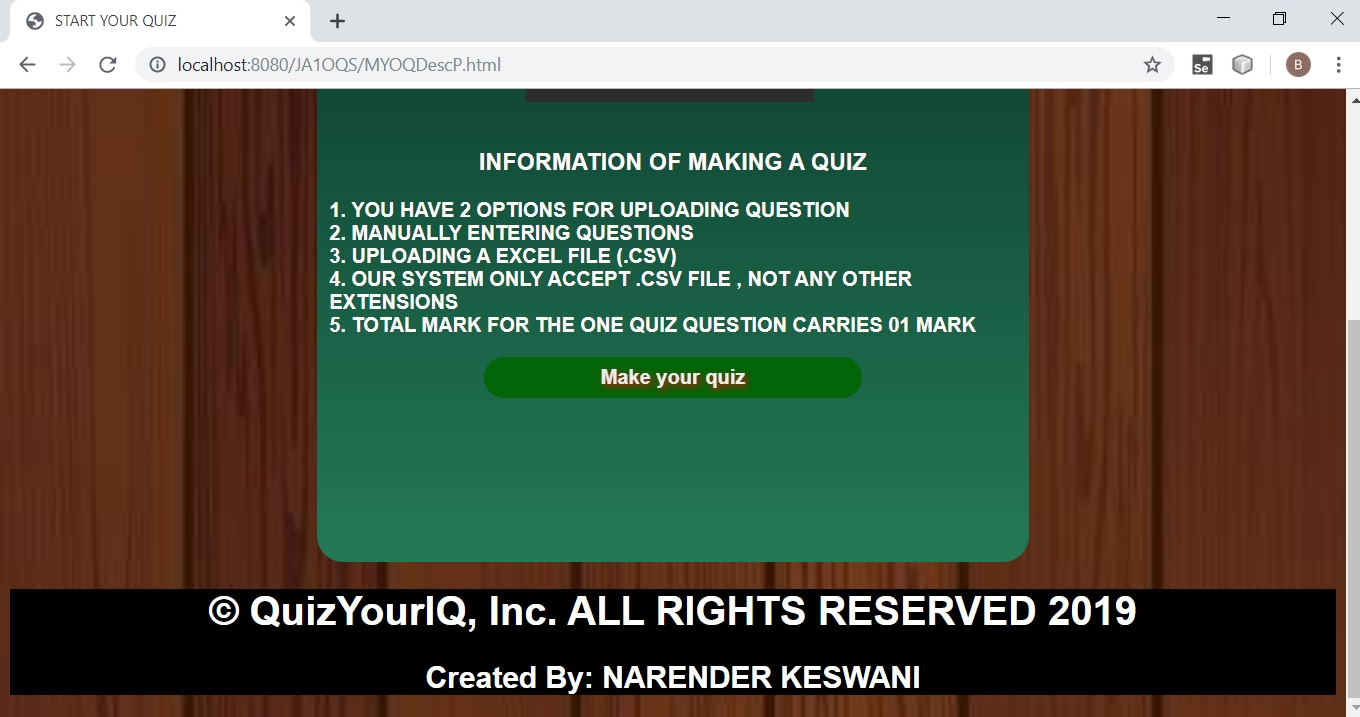 START YOUR QUIZ
localhost:8080/JA1OQS/MYOQDescP.html
Se
B
INFORMATION OF MAKING A QUIZ
1. YOU HAVE 2 OPTIONS FOR UPLOADING QUESTION
2. MANUALLY ENTERING QUESTIONS
3. UPLOADING A EXCEL FILE (.CSV)
4. OUR SYSTEM ONLY ACCEPT .CSV FILE , NOT ANY OTHER
EXTENSIONS
5. TOTAL MARK FOR THE ONE QUIZ QUESTION CARRIES 01 MARK
Make your quiz
© QuizYourIQ, Inc. ALL RIGHTS RESERVED 2019
Created By: NARENDER KESWANI